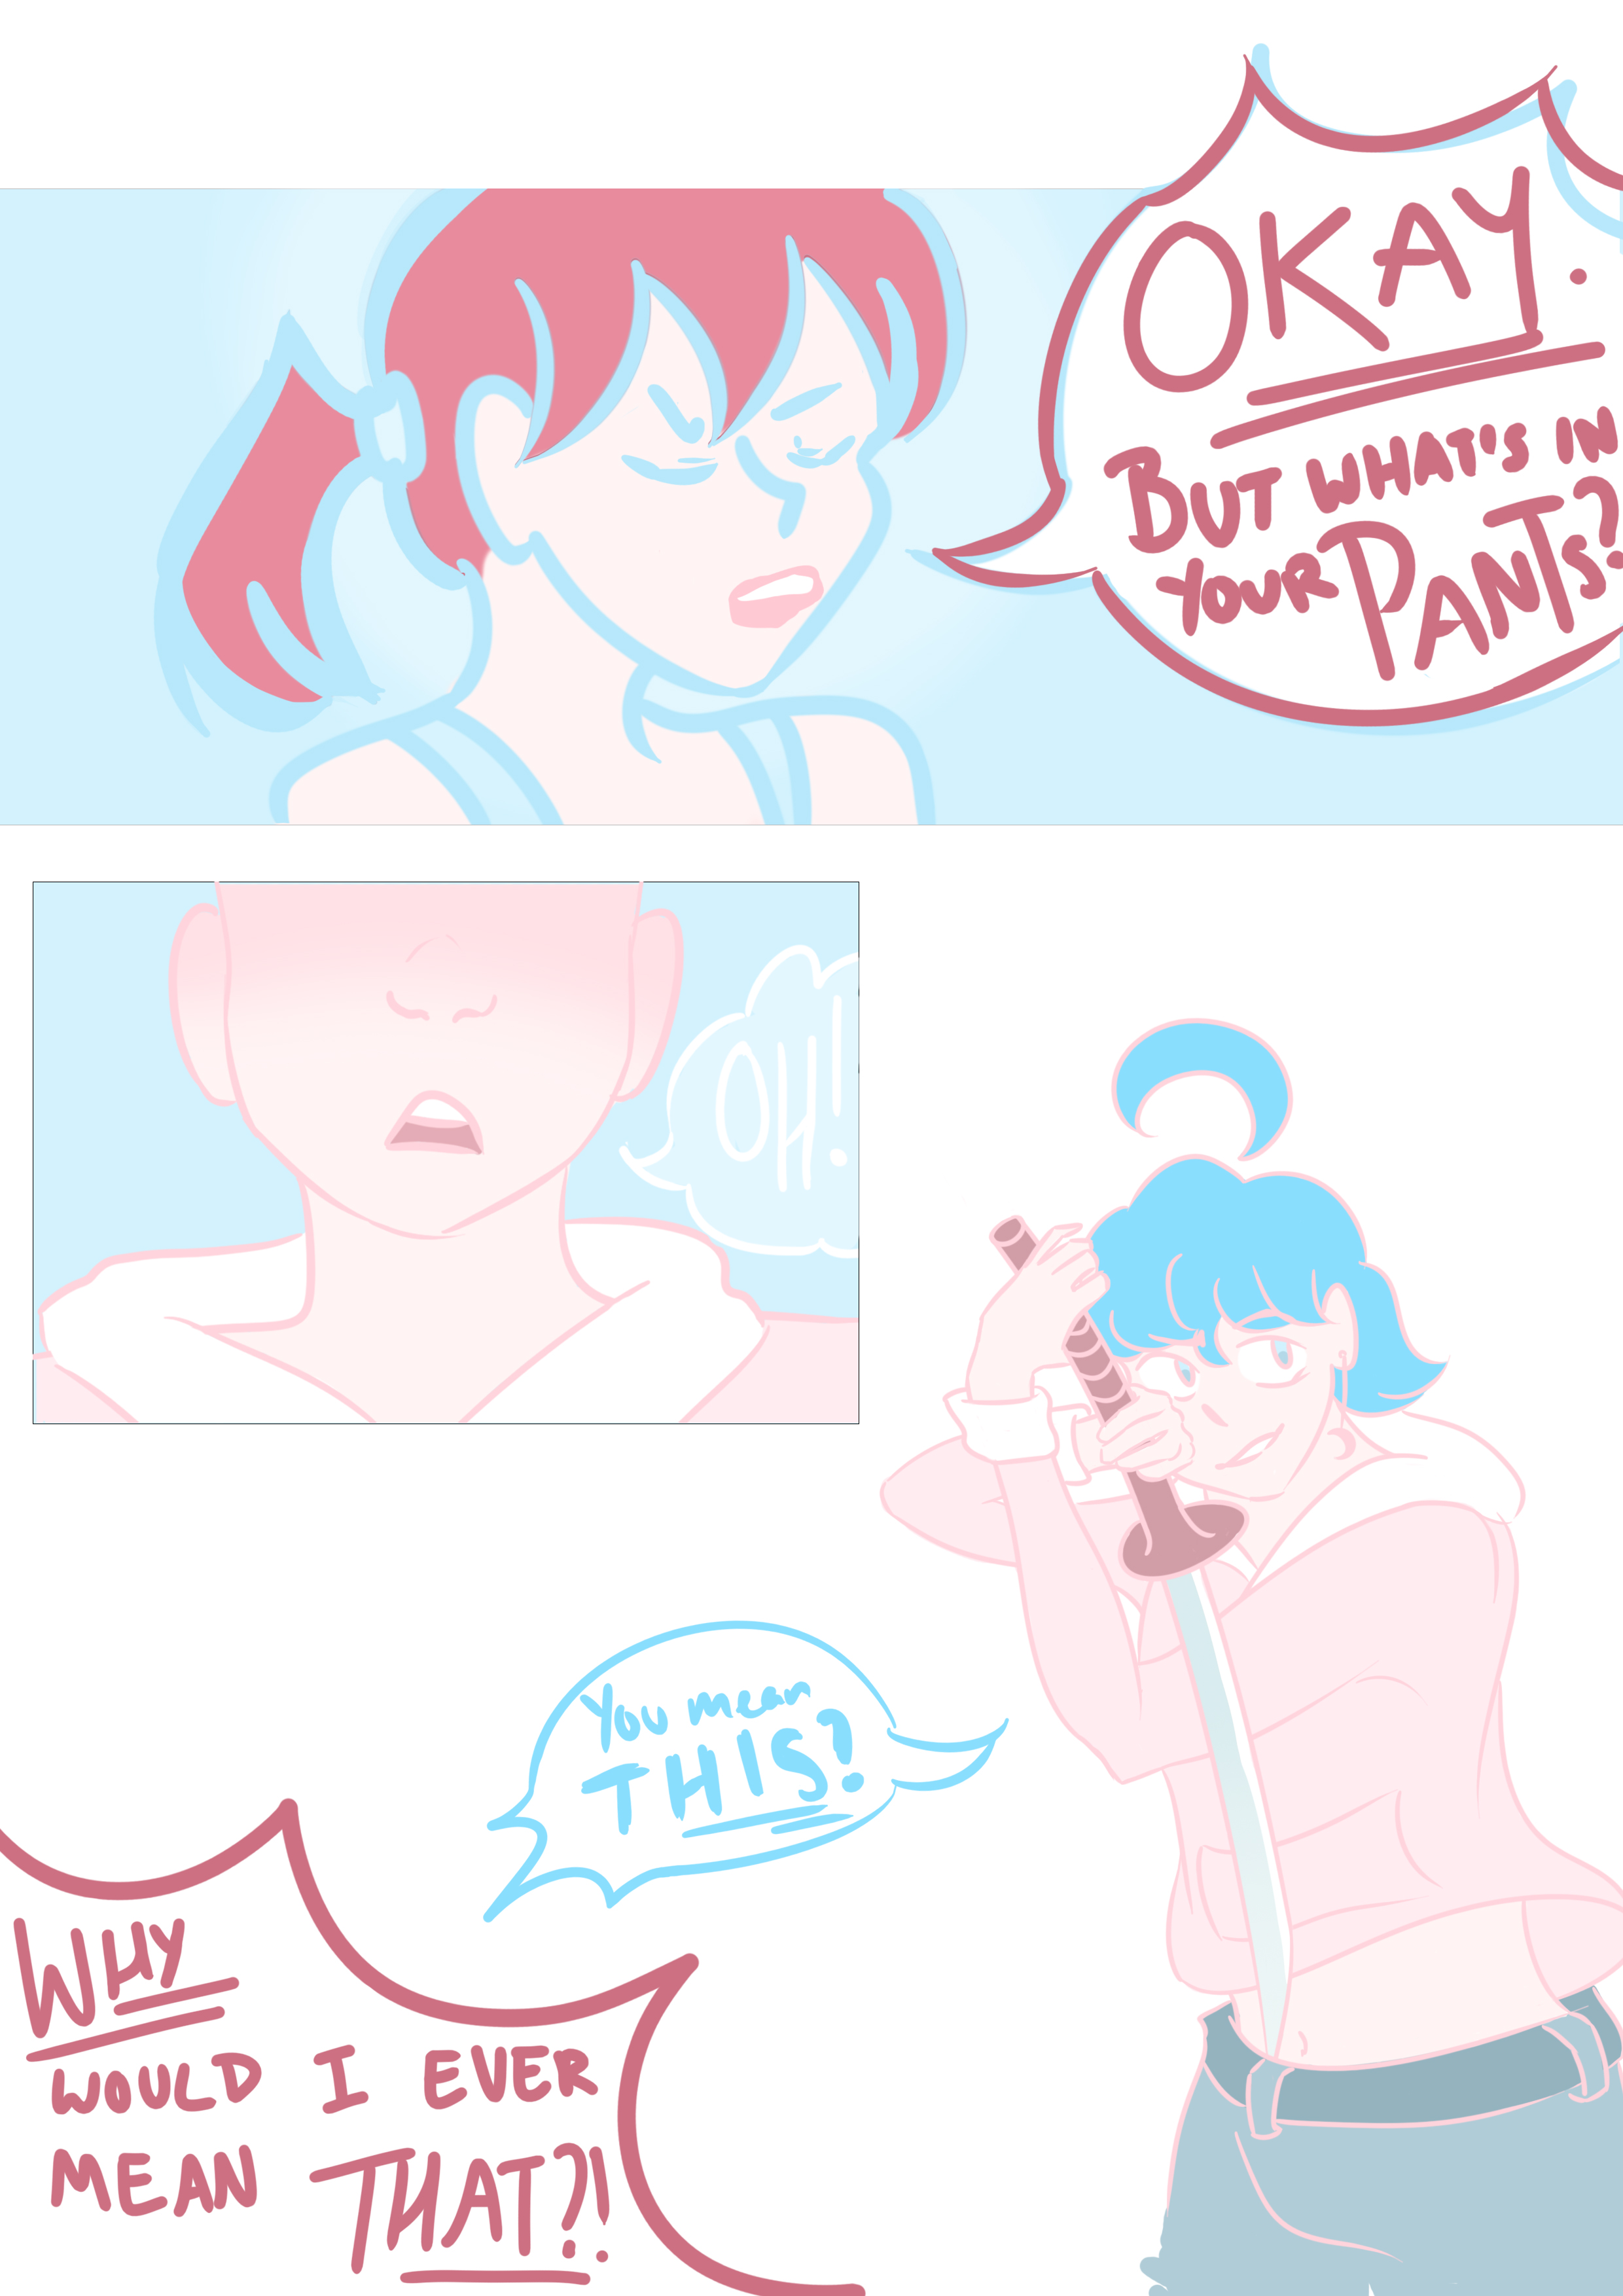 OKAY.
BUT WHAT'S IN
YOUR PANTS?
OH!
You mean
THIS?
WHY
WOULD I EVER
MEAN THAT?!